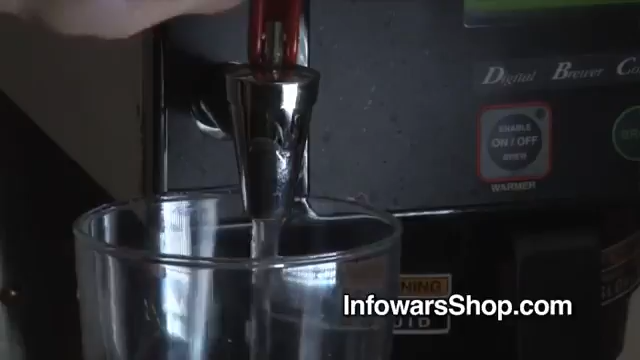 Digital Brewer
ENABLE
ON / OFF
BREW
WARMER
InfowarsShop.com